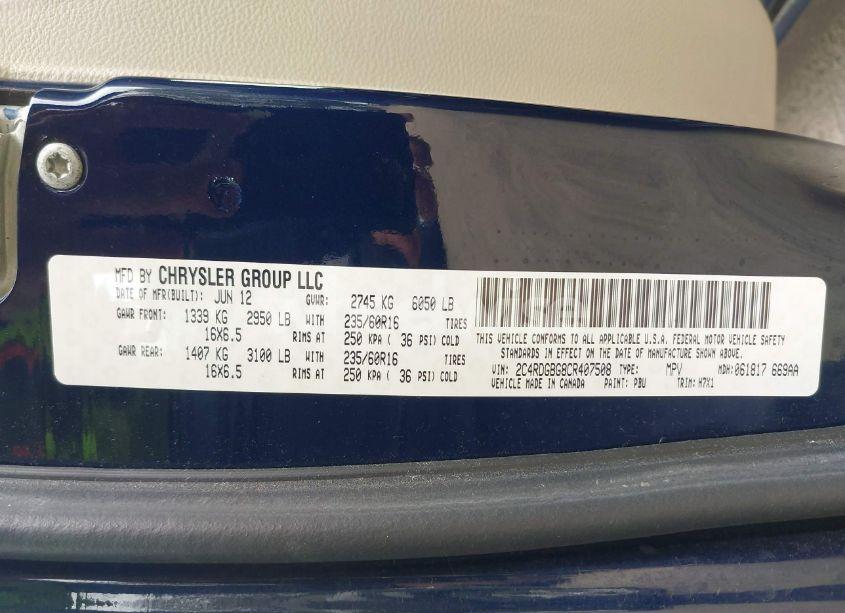 MFD BY CHRYSLER GROUP LLC
DATE OF MFR(BUILT): JUN 12 GVWR: 2745 KG 6050 LB
GAWR FRONT: 1339 KG 2950 LB WITH 235/60R16 TIRES
16X6.5 RIMS AT 250 KPA ( 36 PSI) COLD
GAWR REAR: 1407 KG 3100 LB WITH 235/60R16 TIRES
16X6.5 RIMS AT 250 KPA ( 36 PSI) COLD
THIS VEHICLE CONFORMS TO ALL APPLICABLE U.S.A. FEDERAL MOTOR VEHICLE SAFETY
STANDARDS IN EFFECT ON THE DATE OF MANUFACTURE SHOWN ABOVE.
VIN: 2C4RDGBG8CR407508 TYPE: MPV MDH: 061817 669AA
VEHICLE MADE IN CANADA PAINT: PBU TRIM: H7X1